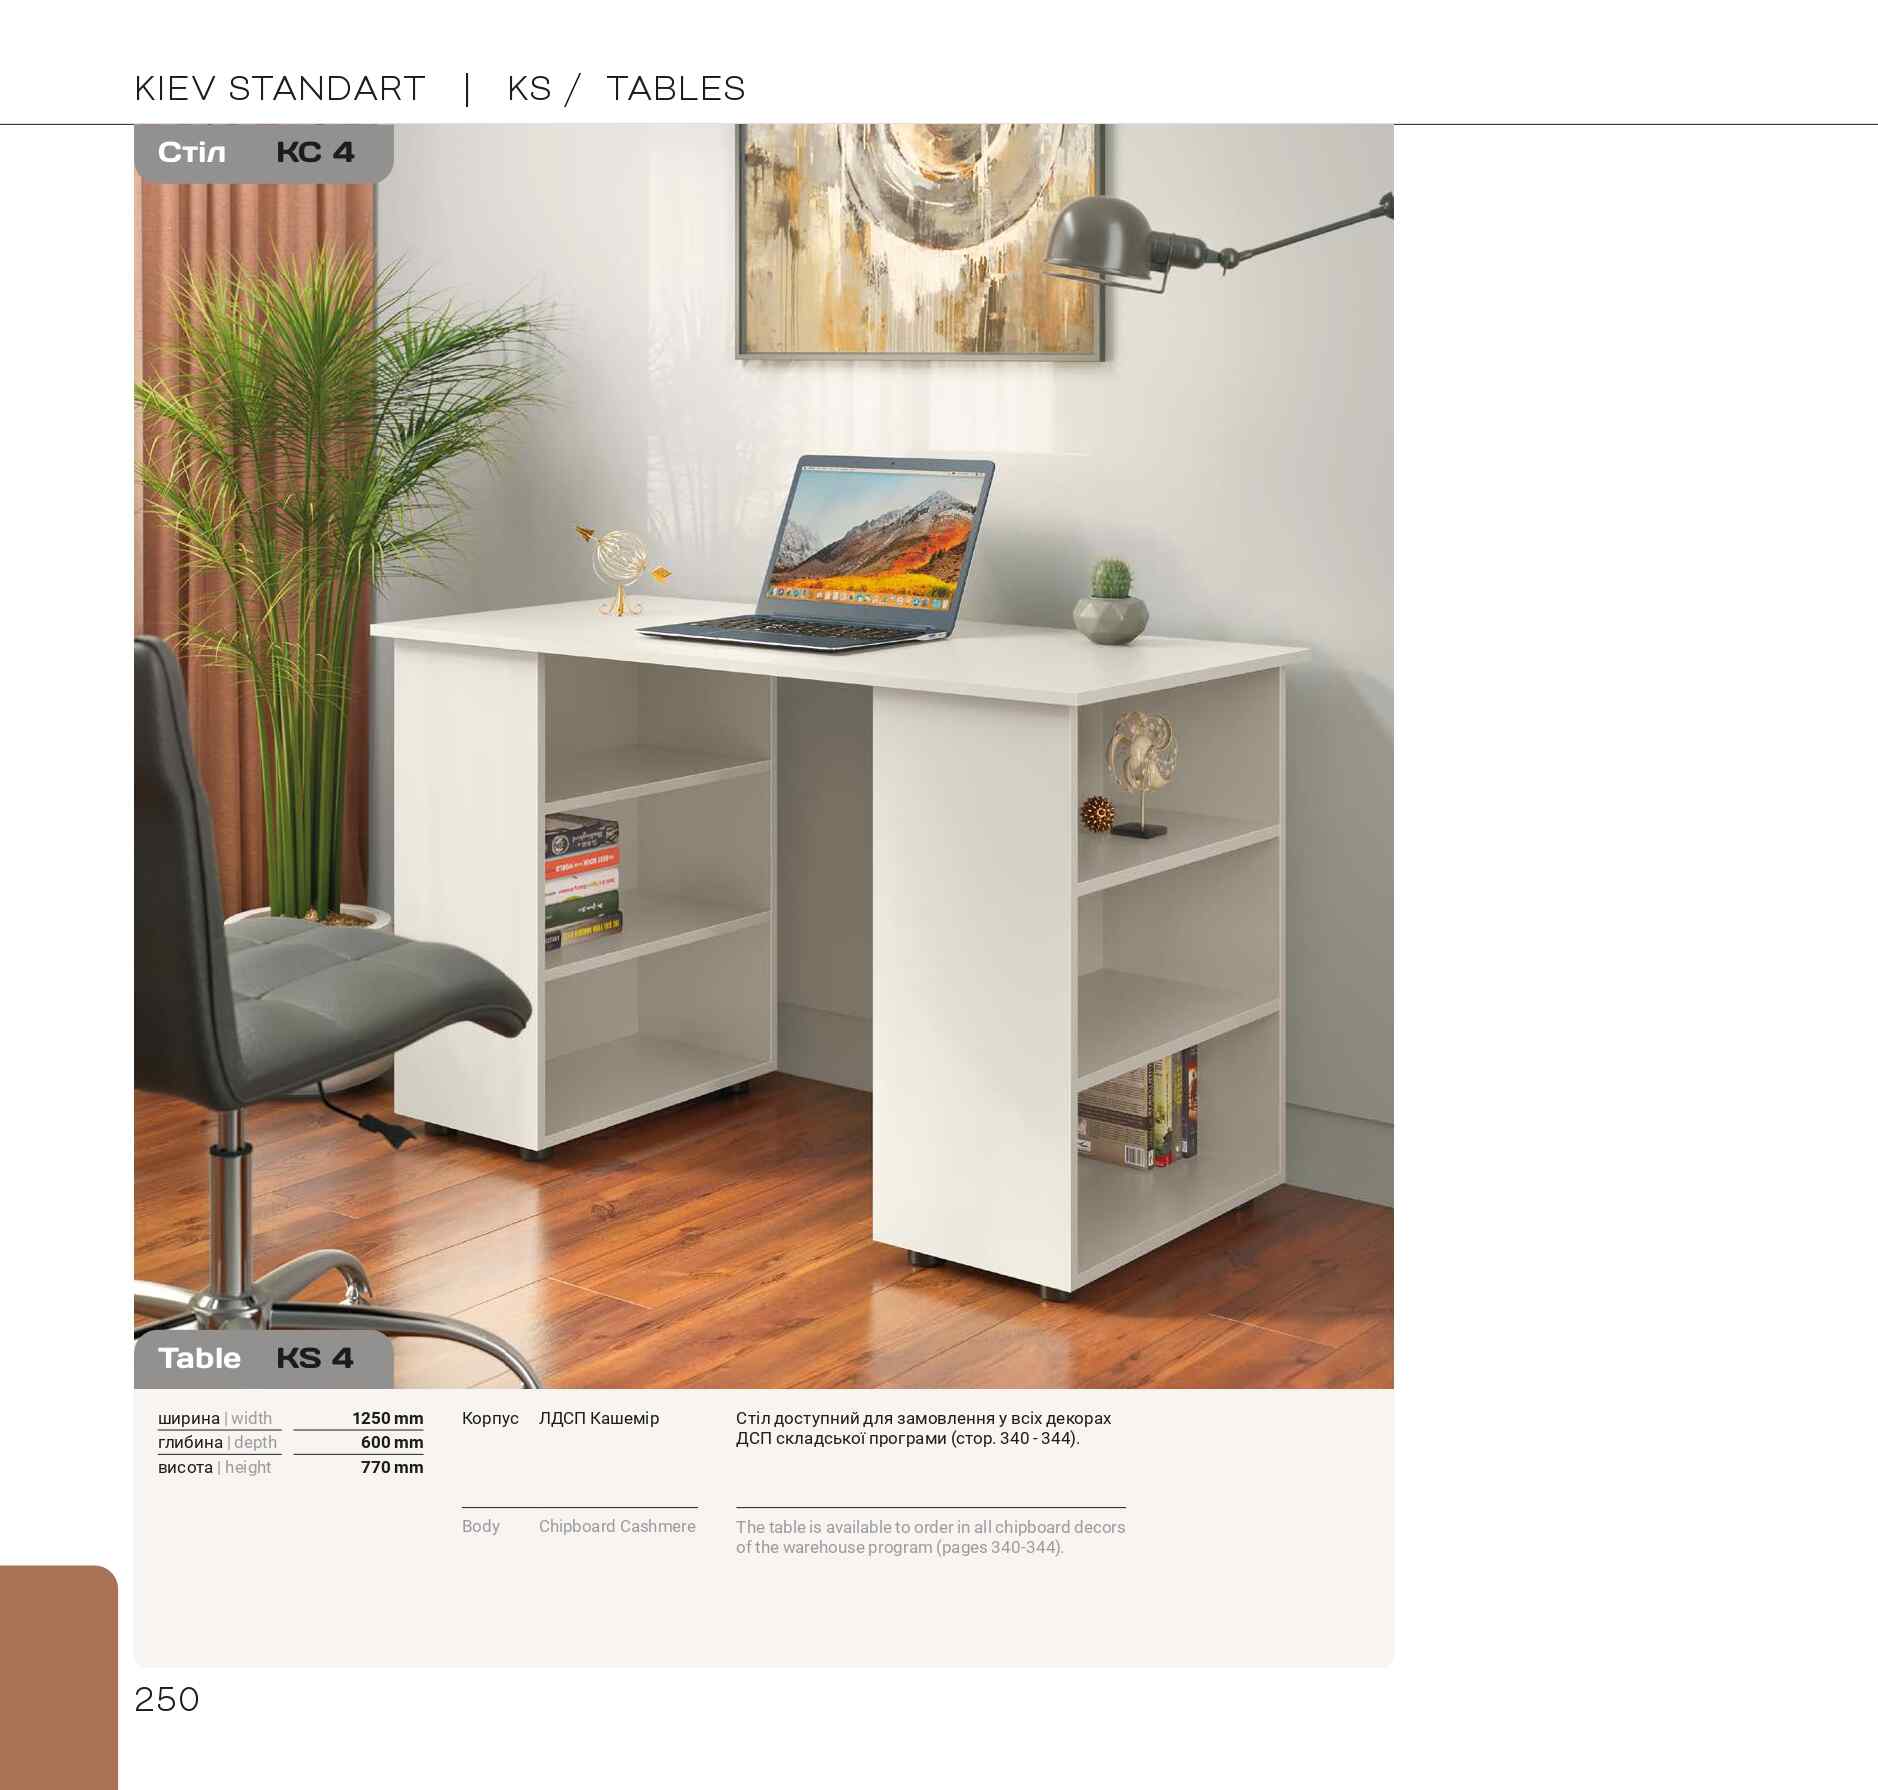 KIEV STANDART | KS / TABLES
Стіл КС 4
Table KS 4
ширина | width 1250 mm
глибина | depth 600 mm
висота | height 770 mm
Корпус ЛДСП Кашемір
Body Chipboard Cashmere
Стіл доступний для замовлення у всіх декорах
ДСП складської програми (стор. 340 - 344).
The table is available to order in all chipboard decors
of the warehouse program (pages 340-344).
250